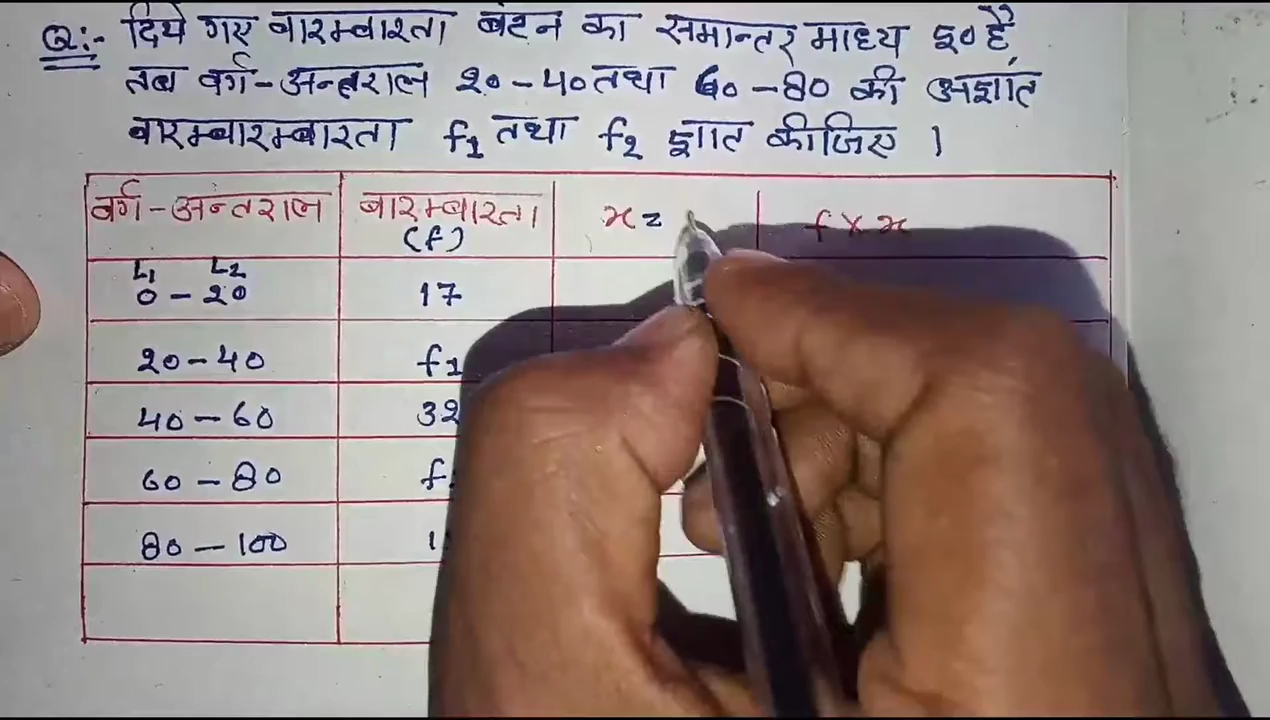 Q:- दिये गए बारम्बारता बंटन का समान्तर माध्य 50 है,
तब वर्ग-अन्तराल 20-40 तथा 60-80 की अज्ञात
बारम्बारम्बारता f1 तथा f2 ज्ञात कीजिए ।
वर्ग-अन्तराल बारम्बारता (f) x= f×x
L1 L2
0-20 17
20-40 f1
40-60 32
60-80 f
80-100 1